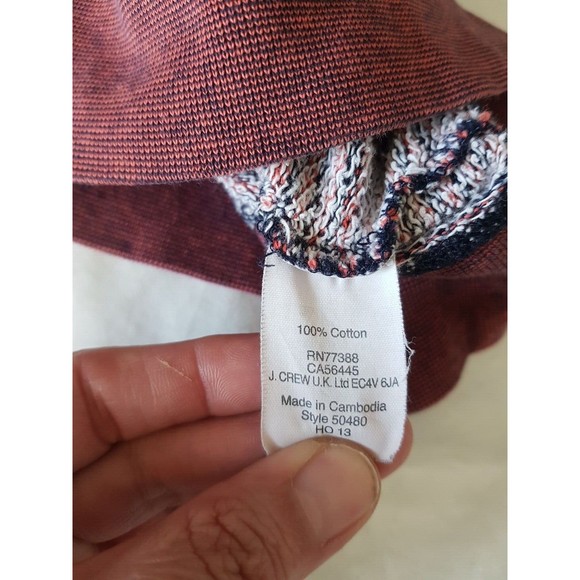 100% Cotton
RN77388
CA56445
J. CREW U.K. Ltd EC4V 6JA
Made in Cambodia
Style 50480
HO 13